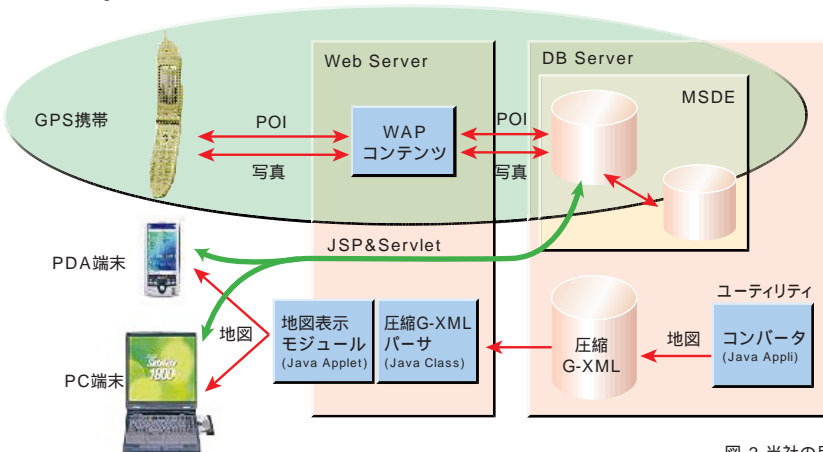 Web Server
DB Server
MSDE
GPS携帯
POI
写真
WAP
コンテンツ
POI
写真
JSP&Servlet
PDA端末
PC端末
地図
地図表示
モジュール
(Java Applet)
圧縮G-XML
パーサ
(Java Class)
圧縮
G-XML
地図
ユーティリティ
コンバータ
(Java Appli)
Satellite
1800